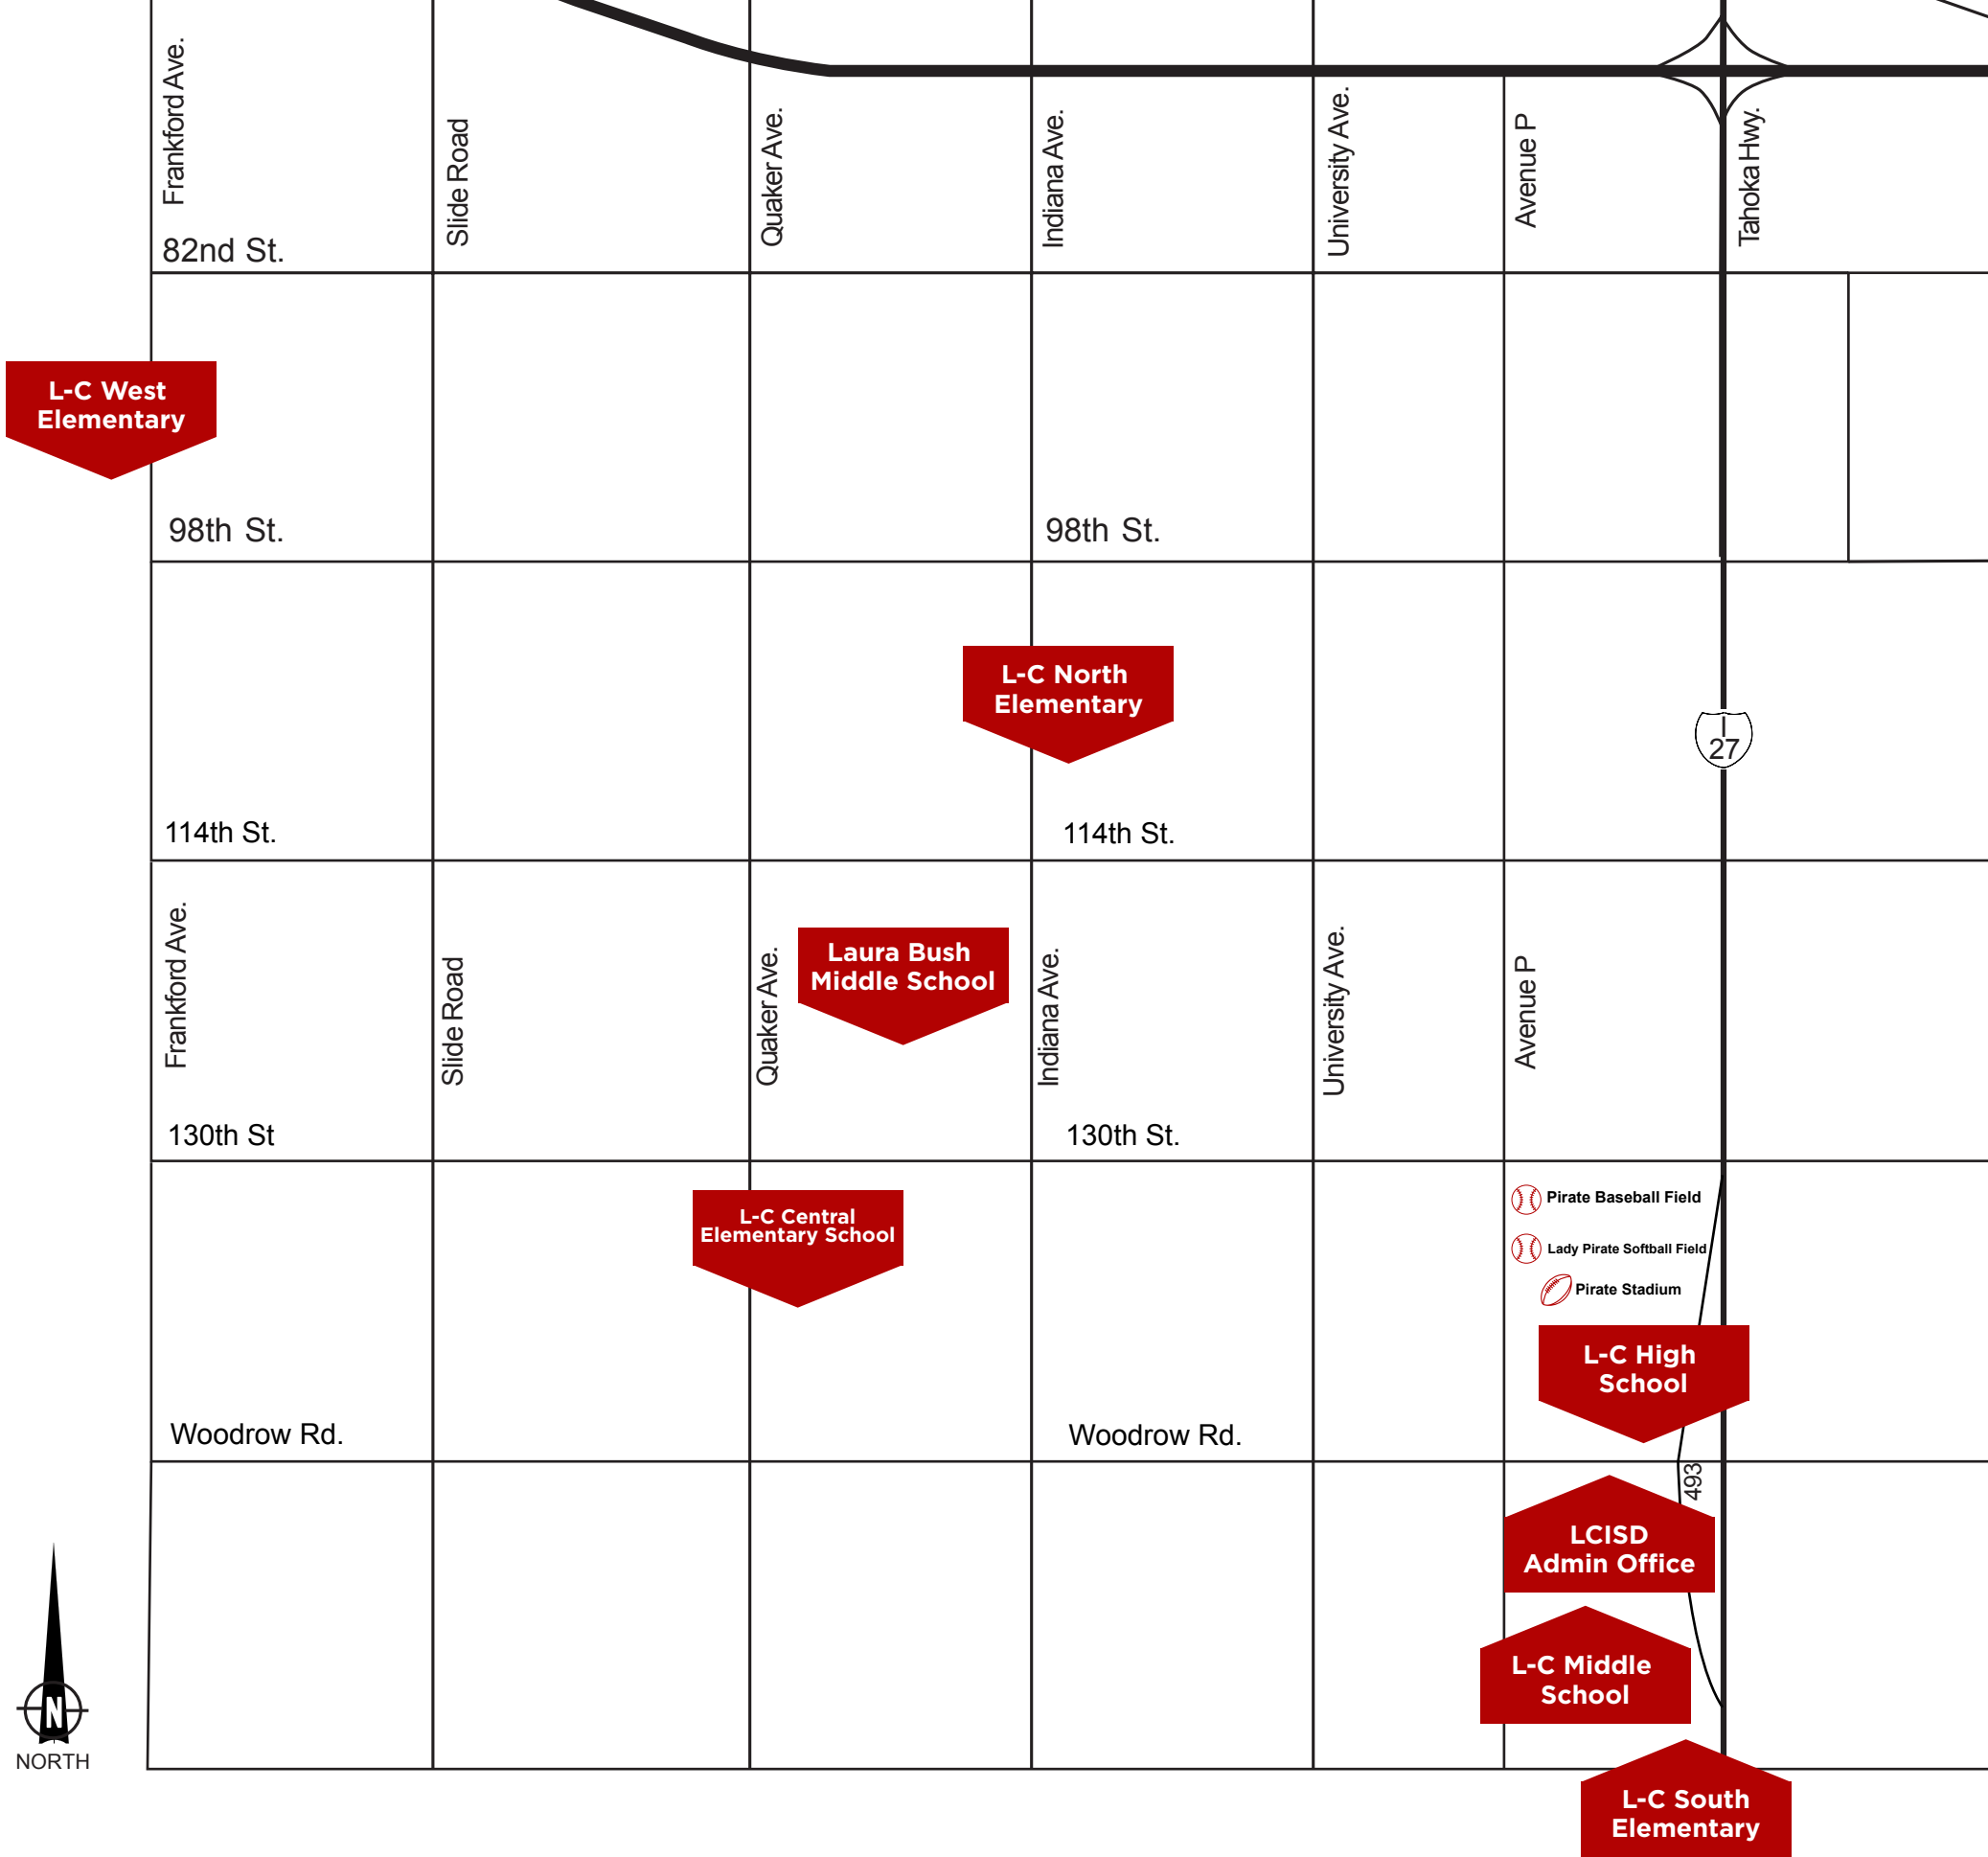 Frankford Ave.
Slide Road
Quaker Ave.
Indiana Ave.
University Ave.
Avenue P
Tahoka Hwy.
82nd St.
L-C West
Elementary
98th St.
98th St.
L-C North
Elementary
I
27
114th St.
114th St.
Frankford Ave.
Slide Road
Quaker Ave.
Laura Bush
Middle School
Indiana Ave.
University Ave.
Avenue P
130th St
130th St.
L-C Central
Elementary School
Pirate Baseball Field
Lady Pirate Softball Field
Pirate Stadium
L-C High
School
Woodrow Rd.
Woodrow Rd.
493
LCISD
Admin Office
L-C Middle
School
N
NORTH
L-C South
Elementary